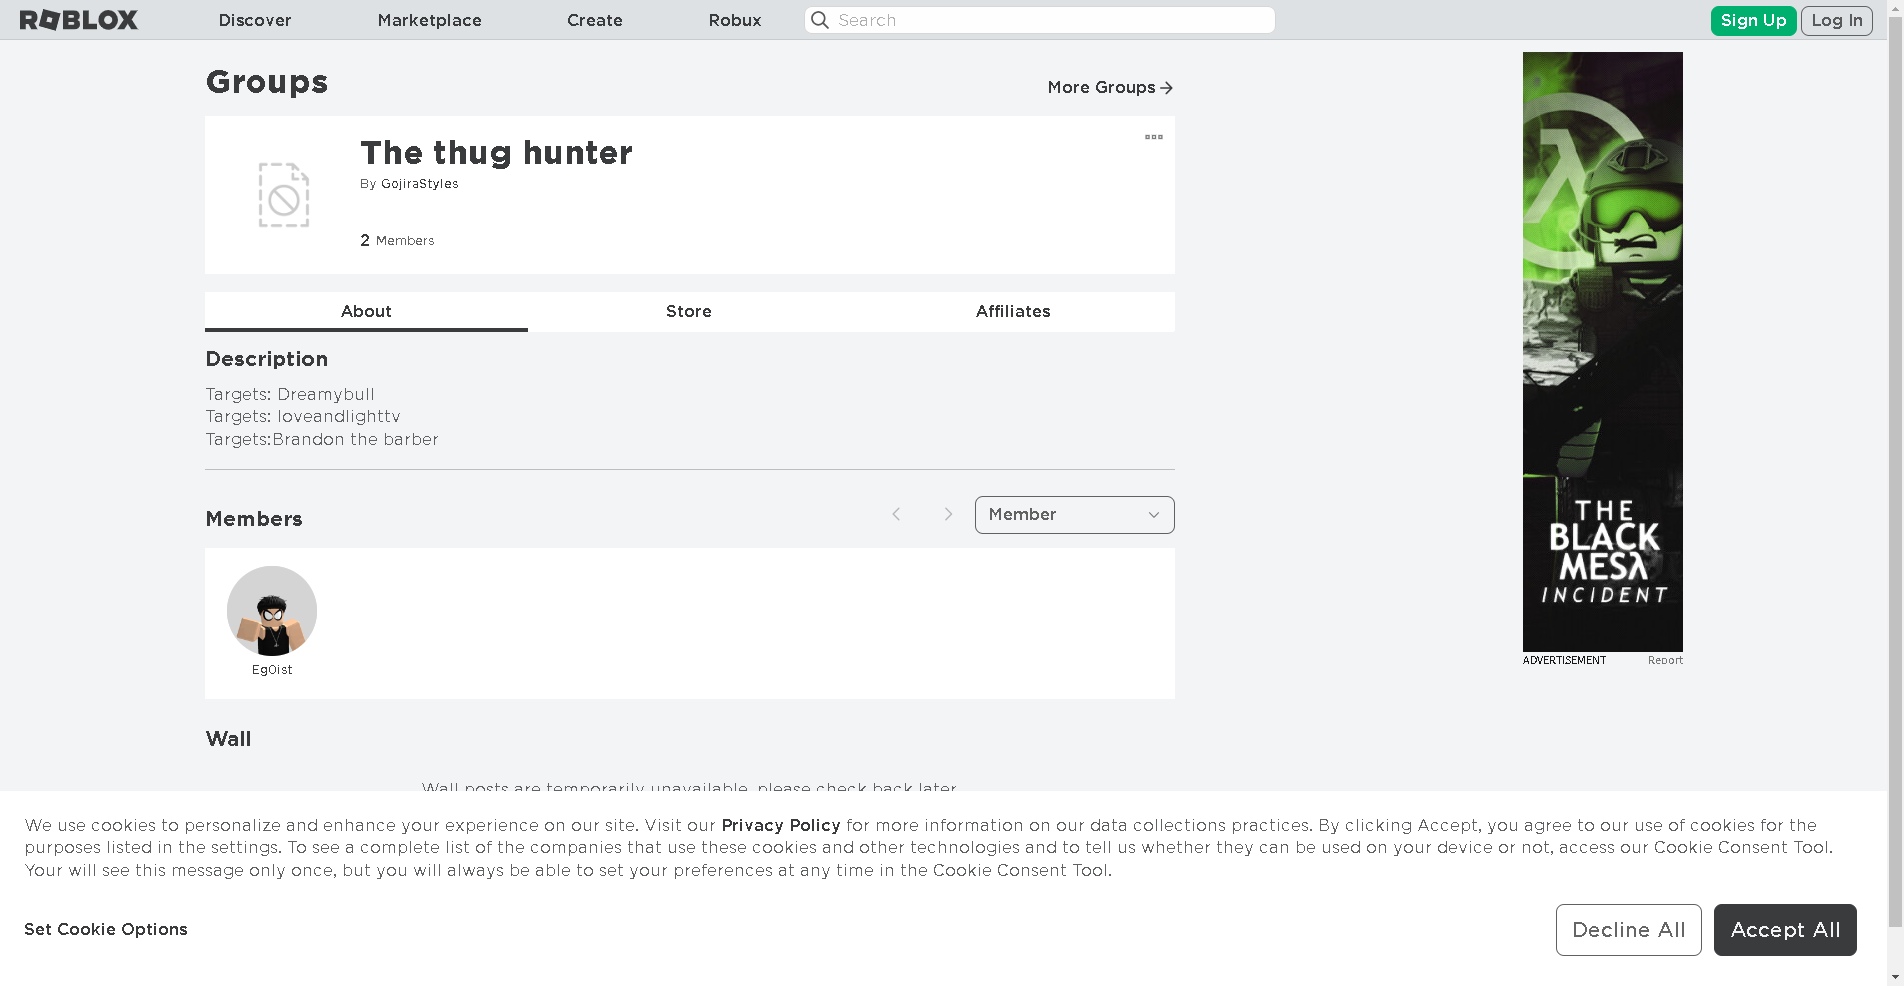 ROBLOX
Discover
Marketplace
Create
Robux
Search
Sign Up
Log In
Groups
More Groups
The thug hunter
By GojiraStyles
2 Members
About
Store
Affiliates
Description
Targets: Dreamybull
Targets: loveandlighttv
Targets:Brandon the barber
Members
Member
Eg0ist
Wall
Wall posts are temporarily unavailable, please check back later
THE
BLACK
MESλ
INCIDENT
ADVERTISEMENT
Report
We use cookies to personalize and enhance your experience on our site. Visit our Privacy Policy for more information on our data collections practices. By clicking Accept, you agree to our use of cookies for the
purposes listed in the settings. To see a complete list of the companies that use these cookies and other technologies and to tell us whether they can be used on your device or not, access our Cookie Consent Tool.
Your will see this message only once, but you will always be able to set your preferences at any time in the Cookie Consent Tool.
Set Cookie Options
Decline All
Accept All